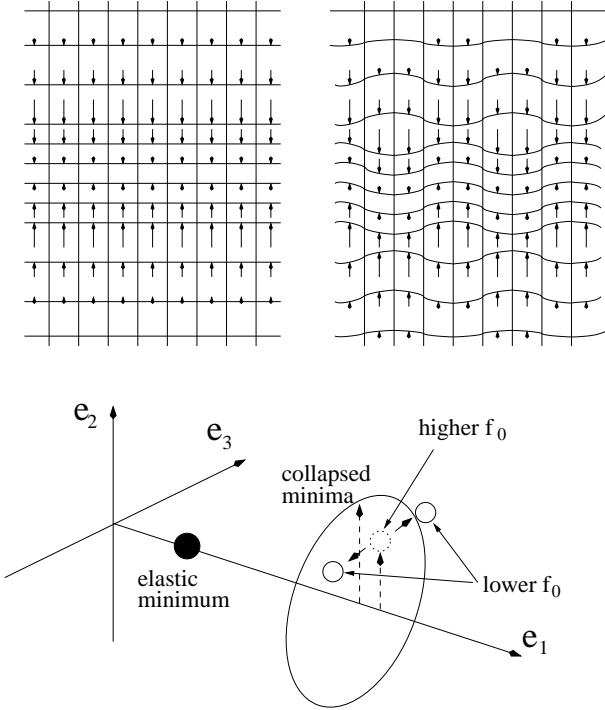 e₂
e₃
higher f₀
collapsed
minima
elastic
minimum
lower f₀
e₁